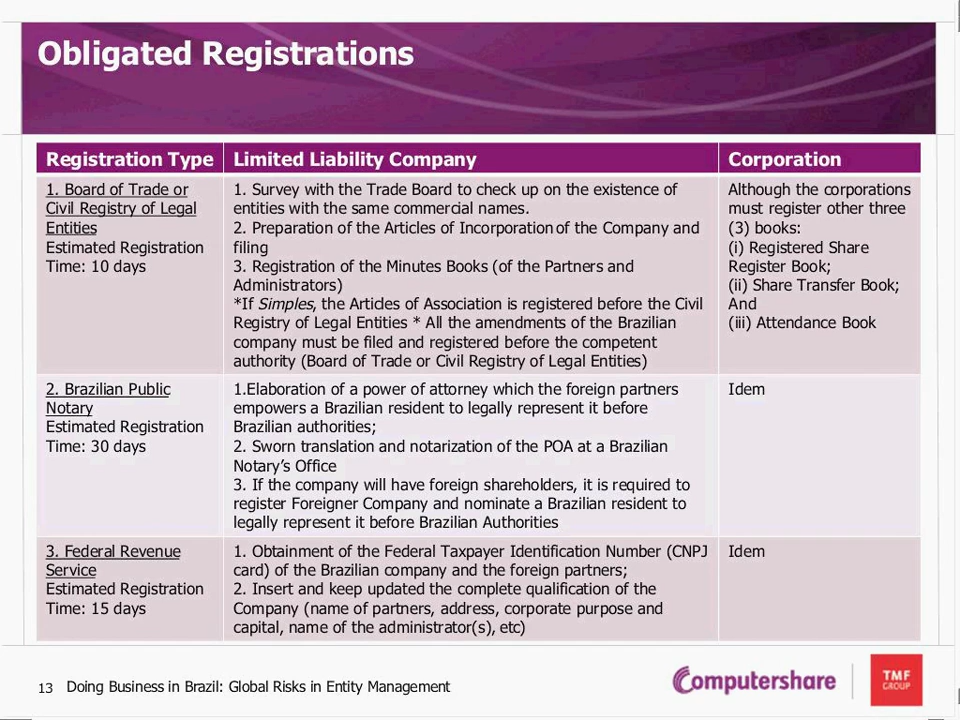 Obligated Registrations
Registration Type
Limited Liability Company
Corporation
1. Board of Trade or
Civil Registry of Legal
Entities
Estimated Registration
Time: 10 days
1. Survey with the Trade Board to check up on the existence of
entities with the same commercial names.
2. Preparation of the Articles of Incorporation of the Company and
filing
3. Registration of the Minutes Books (of the Partners and
Administrators)
*If Simples, the Articles of Association is registered before the Civil
Registry of Legal Entities * All the amendments of the Brazilian
company must be filed and registered before the competent
authority (Board of Trade or Civil Registry of Legal Entities)
Although the corporations
must register other three
(3) books:
(i) Registered Share
Register Book;
(ii) Share Transfer Book;
And
(iii) Attendance Book
2. Brazilian Public
Notary
Estimated Registration
Time: 30 days
1.Elaboration of a power of attorney which the foreign partners
empowers a Brazilian resident to legally represent it before
Brazilian authorities;
2. Sworn translation and notarization of the POA at a Brazilian
Notary's Office
3. If the company will have foreign shareholders, it is required to
register Foreigner Company and nominate a Brazilian resident to
legally represent it before Brazilian Authorities
Idem
3. Federal Revenue
Service
Estimated Registration
Time: 15 days
1. Obtainment of the Federal Taxpayer Identification Number (CNPJ
card) of the Brazilian company and the foreign partners;
2. Insert and keep updated the complete qualification of the
Company (name of partners, address, corporate purpose and
capital, name of the administrator(s), etc)
Idem
13 Doing Business in Brazil: Global Risks in Entity Management
Computershare
TMF
GROUP